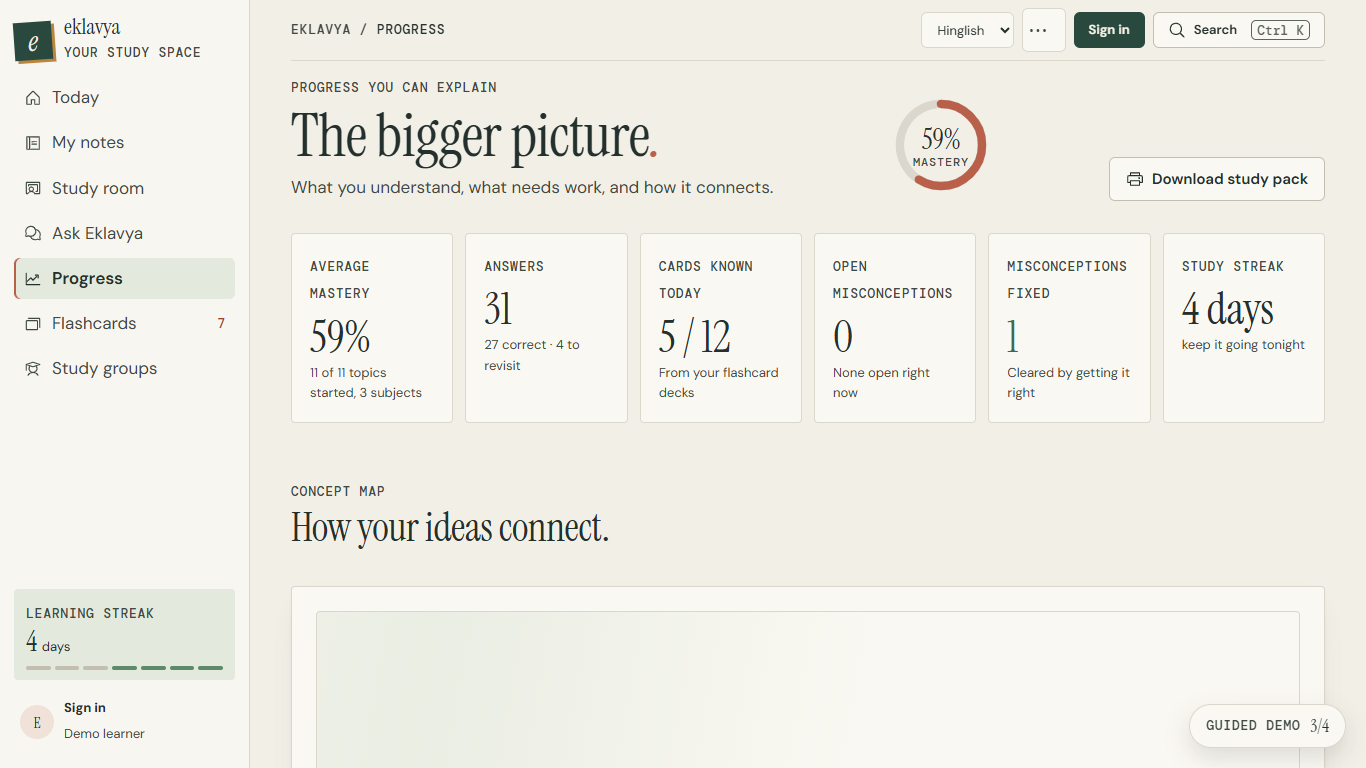 e
eklavya
YOUR STUDY SPACE
Today
My notes
Study room
Ask Eklavya
Progress
Flashcards 7
Study groups
LEARNING STREAK
4 days
E
Sign in
Demo learner
EKLAVYA / PROGRESS
Hinglish
...
Sign in
Search Ctrl K
PROGRESS YOU CAN EXPLAIN
The bigger picture.
What you understand, what needs work, and how it connects.
59%
MASTERY
Download study pack
AVERAGE
MASTERY
59%
11 of 11 topics
started, 3 subjects
ANSWERS
31
27 correct · 4 to
revisit
CARDS KNOWN
TODAY
5 / 12
From your flashcard
decks
OPEN
MISCONCEPTIONS
0
None open right
now
MISCONCEPTIONS
FIXED
1
Cleared by getting it
right
STUDY STREAK
4 days
keep it going tonight
CONCEPT MAP
How your ideas connect.
GUIDED DEMO 3/4